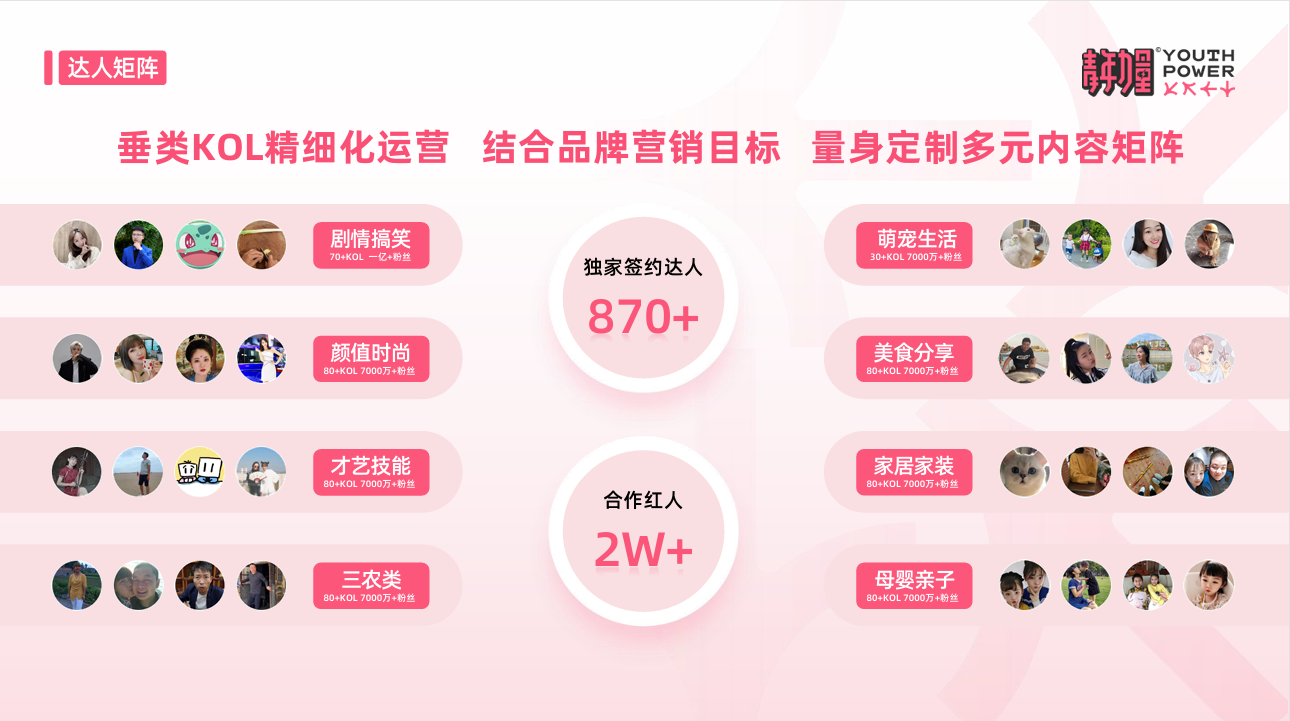 达人矩阵
青年力量
©YOUTH
POWER
垂类KOL精细化运营 结合品牌营销目标 量身定制多元内容矩阵
剧情搞笑
70+KOL 一亿+粉丝
颜值时尚
80+KOL 7000万+粉丝
才艺技能
80+KOL 7000万+粉丝
三农类
80+KOL 7000万+粉丝
独家签约达人
870+
合作红人
2W+
萌宠生活
30+KOL 7000万+粉丝
美食分享
80+KOL 7000万+粉丝
家居家装
80+KOL 7000万+粉丝
母婴亲子
80+KOL 7000万+粉丝